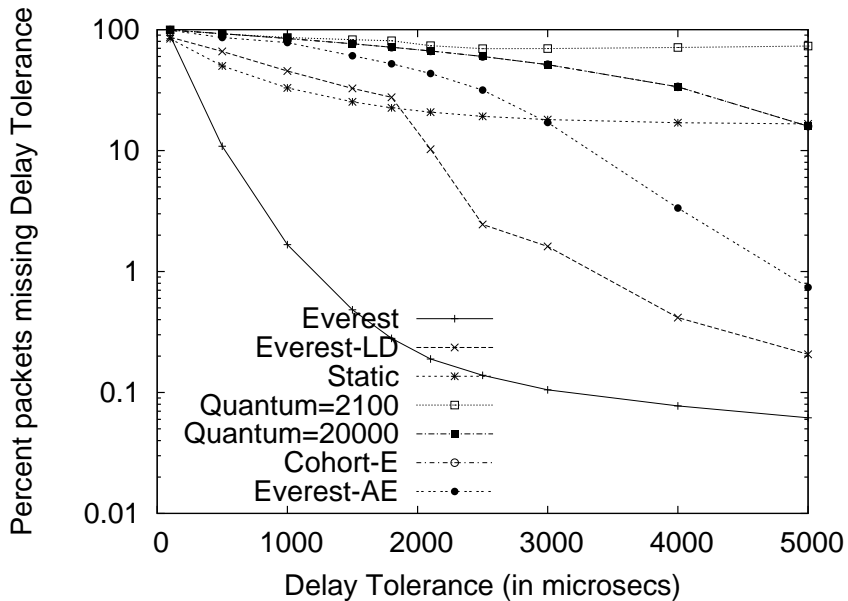 100
10
1
0.1
0.01
Percent packets missing Delay Tolerance
Everest
Everest-LD
Static
Quantum=2100
Quantum=20000
Cohort-E
Everest-AE
0 1000 2000 3000 4000 5000
Delay Tolerance (in microsecs)